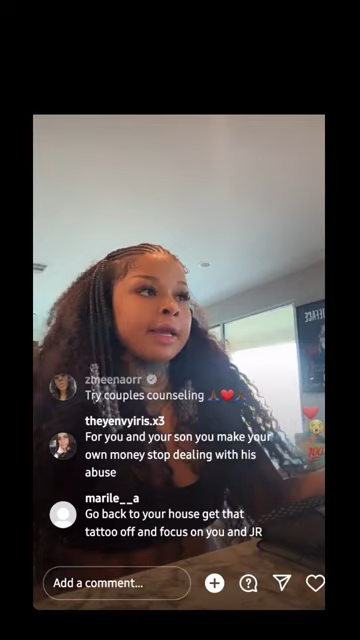 EFACE
zmeenaorr
Try couples counseling 🙏🏾❤️🙏🏾
theyenvyiris.x3
For you and your son you make your
own money stop dealing with his
abuse
100
marile__a
Go back to your house get that
tattoo off and focus on you and JR
Add a comment...